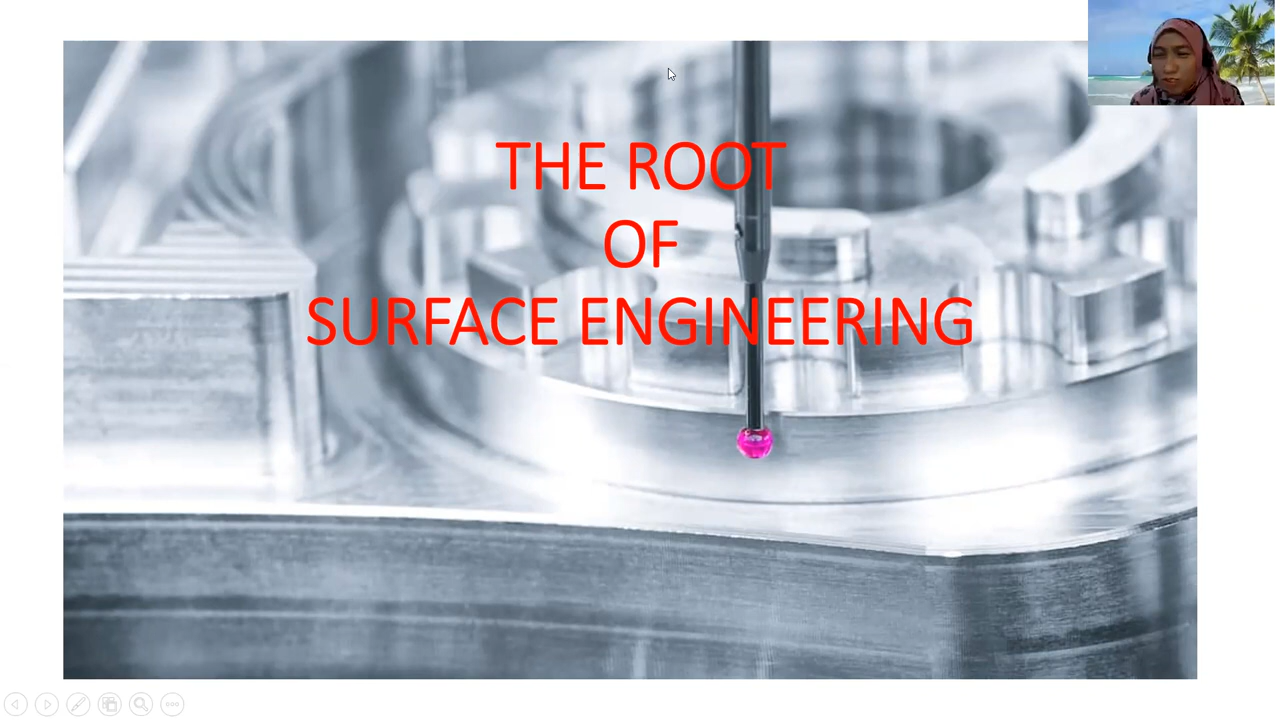 THE ROOT
OF
SURFACE ENGINEERING